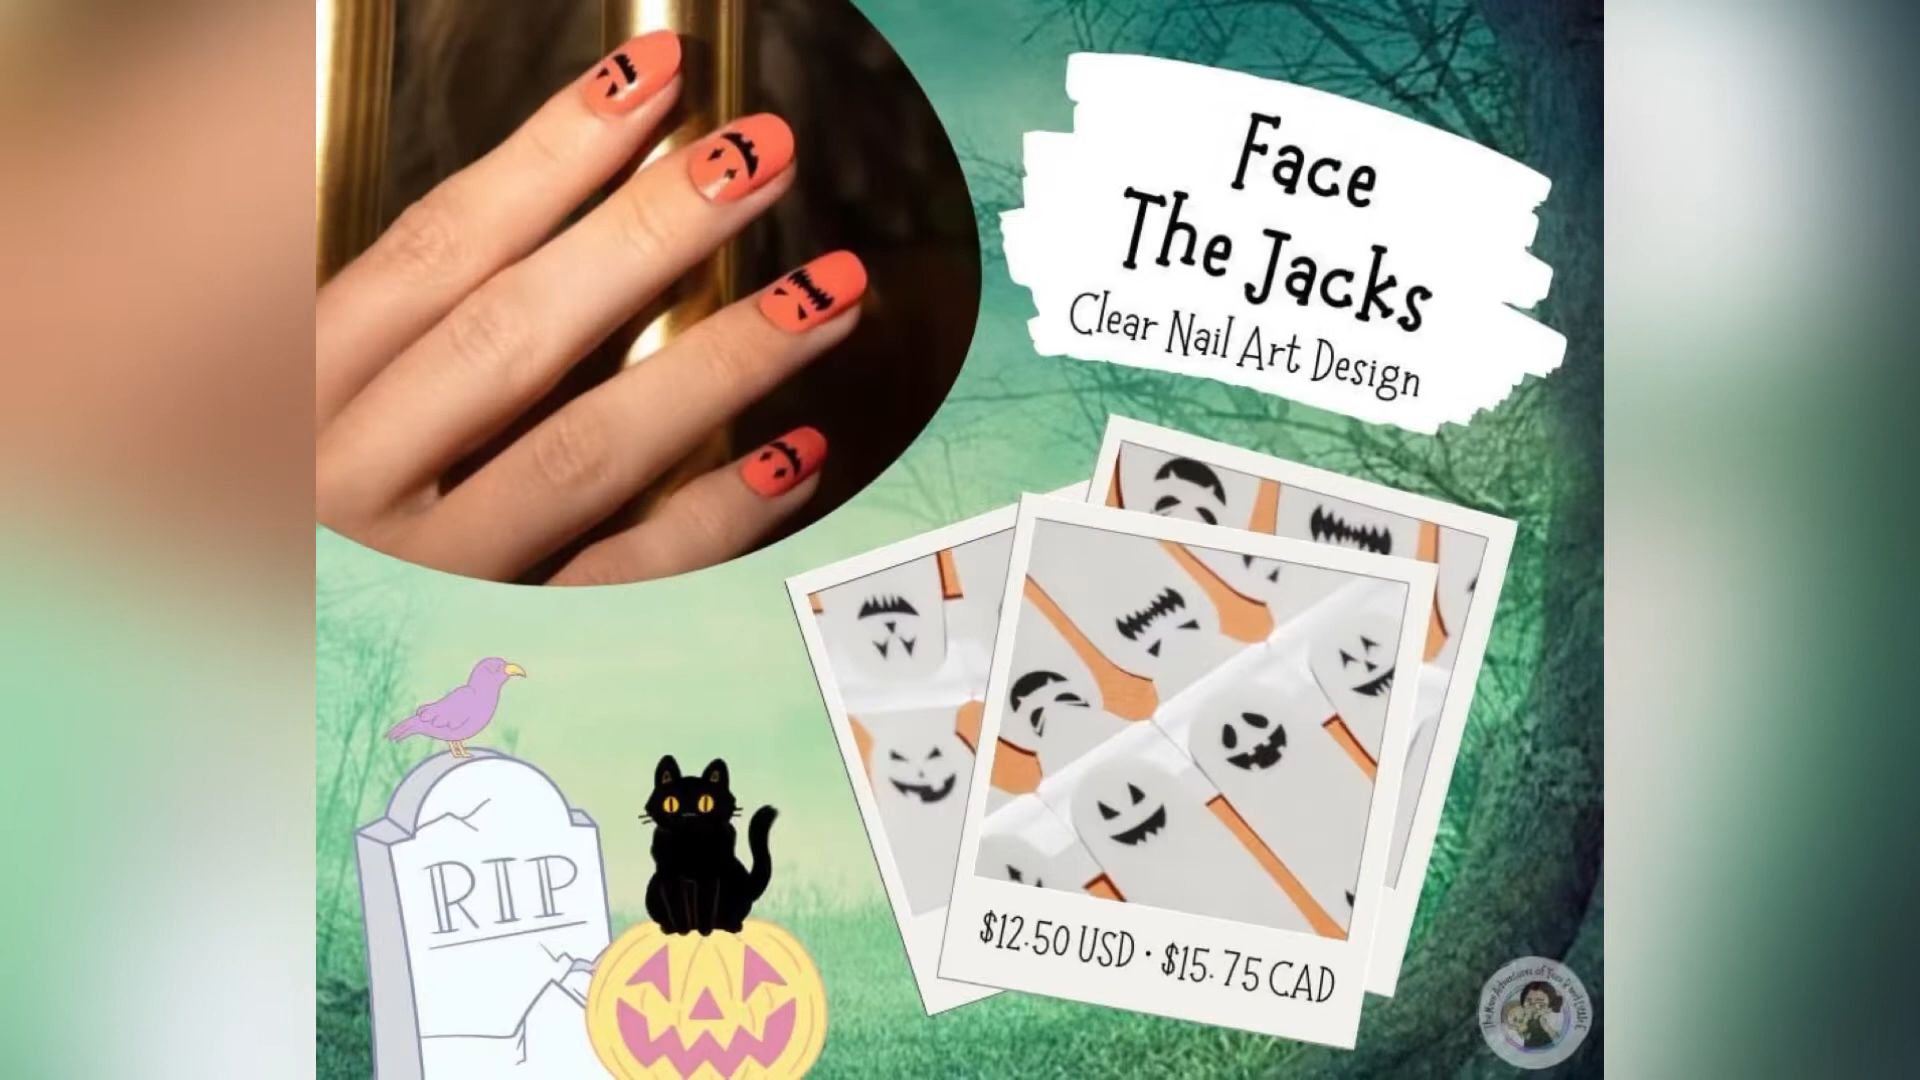 Face
The Jacks
Clear Nail Art Design
RIP
$12.50 USD • $15.75 CAD